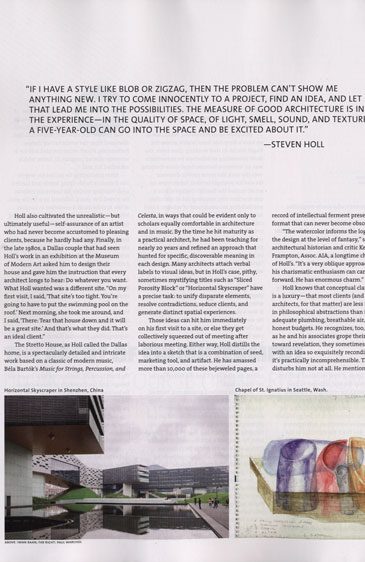 "IF I HAVE A STYLE LIKE BLOB OR ZIGZAG, THEN THE PROBLEM CAN'T SHOW ME
ANYTHING NEW. I TRY TO COME INNOCENTLY TO A PROJECT, FIND AN IDEA, AND LET
THAT LEAD ME INTO THE POSSIBILITIES. THE MEASURE OF GOOD ARCHITECTURE IS IN
THE EXPERIENCE—IN THE QUALITY OF SPACE, OF LIGHT, SMELL, SOUND, AND TEXTURE
A FIVE-YEAR-OLD CAN GO INTO THE SPACE AND BE EXCITED ABOUT IT."
—STEVEN HOLL
Holl also cultivated the unrealistic—but
ultimately useful—self-assurance of an artist
who had never become accustomed to pleasing
clients, because he hardly had any. Finally, in
the late 1980s, a Dallas couple that had seen
Holl's work in an exhibition at the Museum
of Modern Art asked him to design their
house and gave him the instruction that every
architect longs to hear: Do whatever you want.
What Holl wanted was a different site. "On my
first visit, I said, 'That site's too tight. You're
going to have to put the swimming pool on the
roof.' Next morning, she took me around, and
I said, 'There: Tear that house down and it will
be a great site.' And that's what they did. That's
an ideal client."
The Stretto House, as Holl called the Dallas
home, is a spectacularly detailed and intricate
work based on a classic of modern music,
Béla Bartók's Music for Strings, Percussion, and
Celesta, in ways that could be evident only to
scholars equally comfortable in architecture
and in music. By the time he hit maturity as
a practical architect, he had been teaching for
nearly 20 years and refined an approach that
hunted for specific, discoverable meaning in
each design. Many architects attach verbal
labels to visual ideas, but in Holl's case, pithy,
sometimes mystifying titles such as "Sliced
Porosity Block" or "Horizontal Skyscraper" have
a precise task: to unify disparate elements,
resolve contradictions, seduce clients, and
generate distinct spatial experiences.
Those ideas can hit him immediately
on his first visit to a site, or else they get
collectively squeezed out of meeting after
laborious meeting. Either way, Holl distills the
idea into a sketch that is a combination of seed,
marketing tool, and artifact. He has amassed
more than 10,000 of these bejeweled pages, a
record of intellectual ferment prese
format that can never become obso
"The watercolor informs the log
the design at the level of fantasy," s
architectural historian and critic Ke
Frampton, Assoc. AIA, a longtime ch
of Holl's. "It's a very oblique approac
his charismatic enthusiasm can car
forward. He has enormous charm."
Holl knows that conceptual clar
is a luxury—that most clients (and
architects, for that matter) are less i
in philosophical abstractions than i
adequate plumbing, breathable air,
honest budgets. He recognizes, too,
as he and his associates grope their
toward revelation, they sometimes
with an idea so exquisitely recondit
it's practically incomprehensible. T
disturbs him not at all. He mention
Horizontal Skyscraper in Shenzhen, China
Chapel of St. Ignatius in Seattle, Wash.